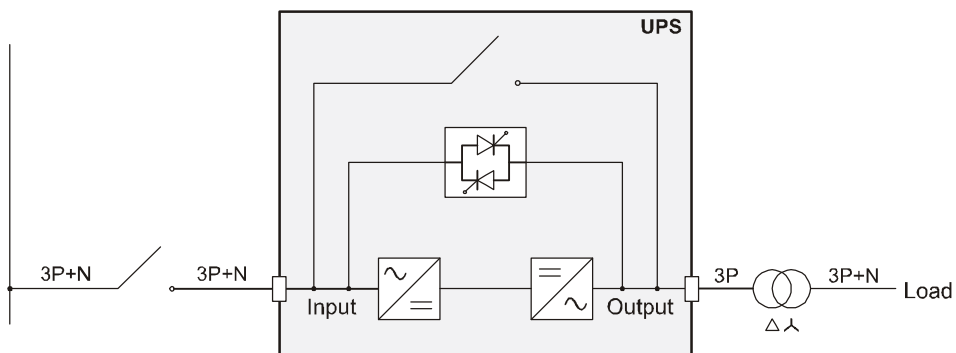 UPS
3P+N
3P+N
Input
Output
3P
3P+N
Load